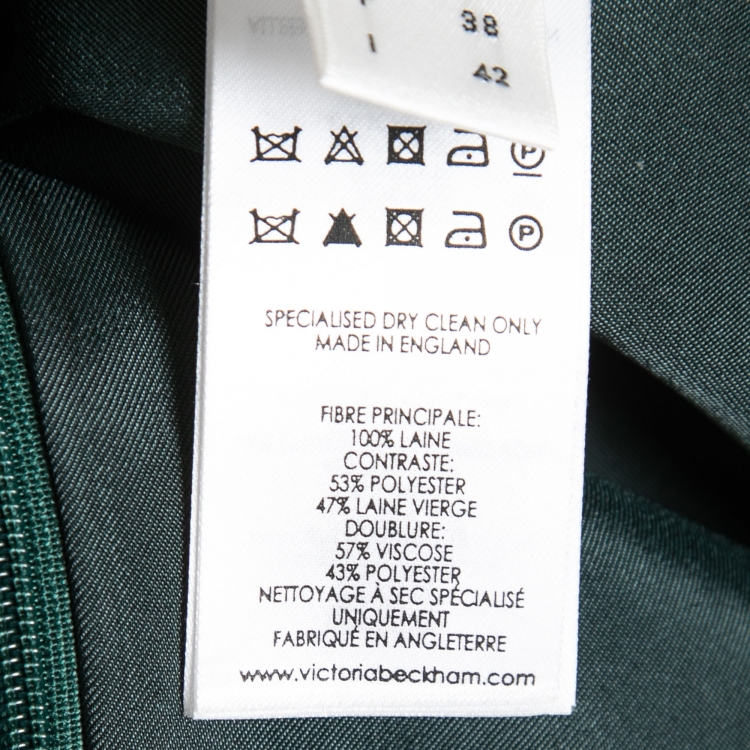 I 38
I 42
P
P
SPECIALISED DRY CLEAN ONLY
MADE IN ENGLAND
FIBRE PRINCIPALE:
100% LAINE
CONTRASTE:
53% POLYESTER
47% LAINE VIERGE
DOUBLURE:
57% VISCOSE
43% POLYESTER
NETTOYAGE À SEC SPÉCIALISÉ
UNIQUEMENT
FABRIQUÉ EN ANGLETERRE
www.victoriabeckham.com